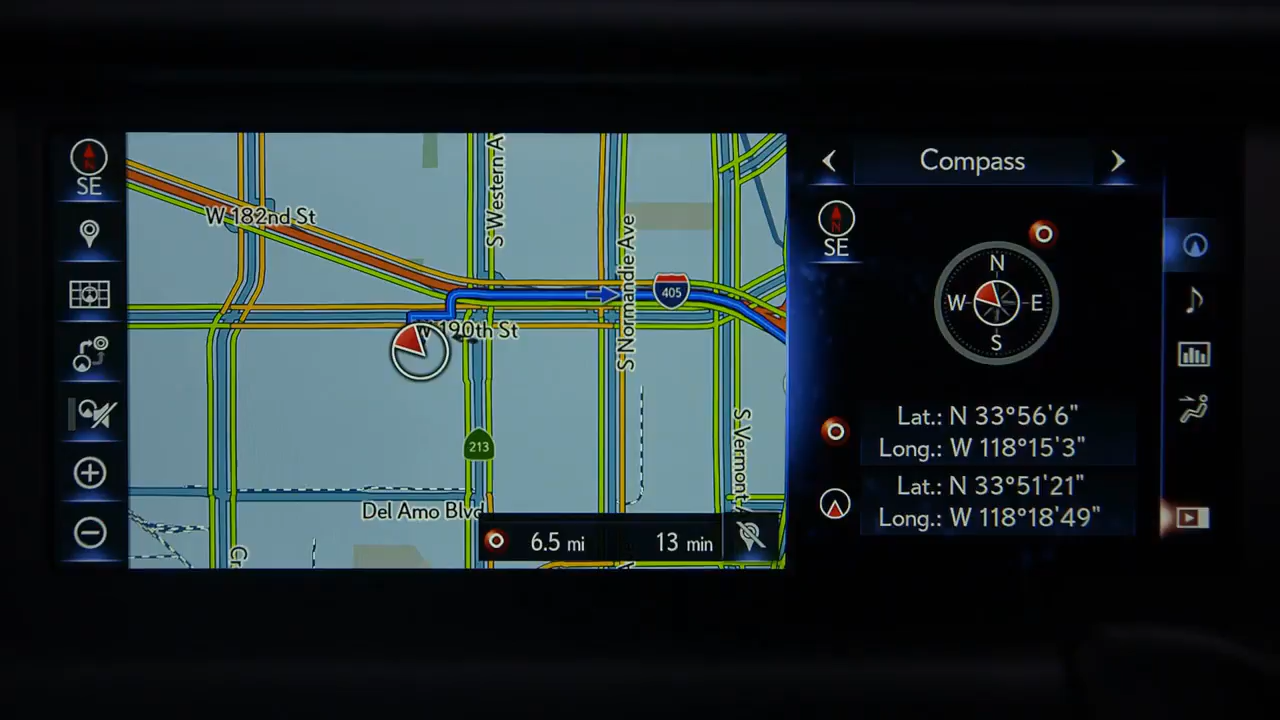 N
SE
W 182nd St
S Western A
S Normandie Ave
405
W 190th St
213
S Vermont A
Del Amo Blvd
Cr
6.5 mi
13 min
Compass
N
SE
N
W
E
S
Lat.: N 33°56'6"
Long.: W 118°15'3"
Lat.: N 33°51'21"
Long.: W 118°18'49"